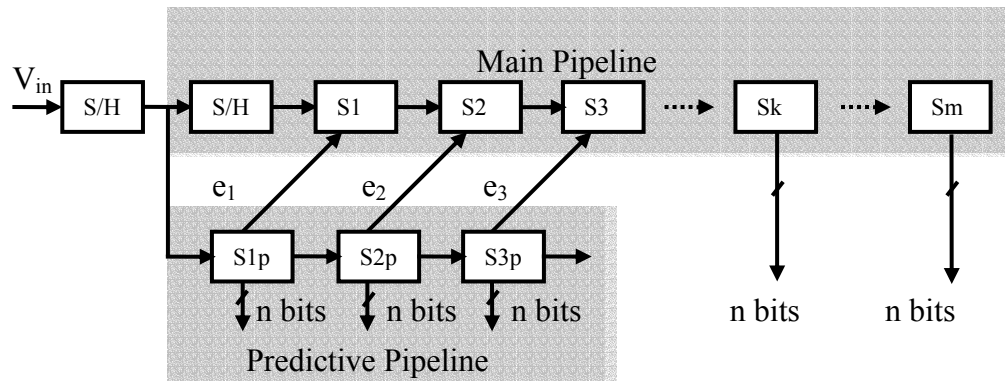 Main Pipeline
V_in
S/H
S/H
S1
S2
S3
Sk
Sm
e_1
e_2
e_3
S1p
S2p
S3p
n bits
n bits
n bits
n bits
n bits
Predictive Pipeline